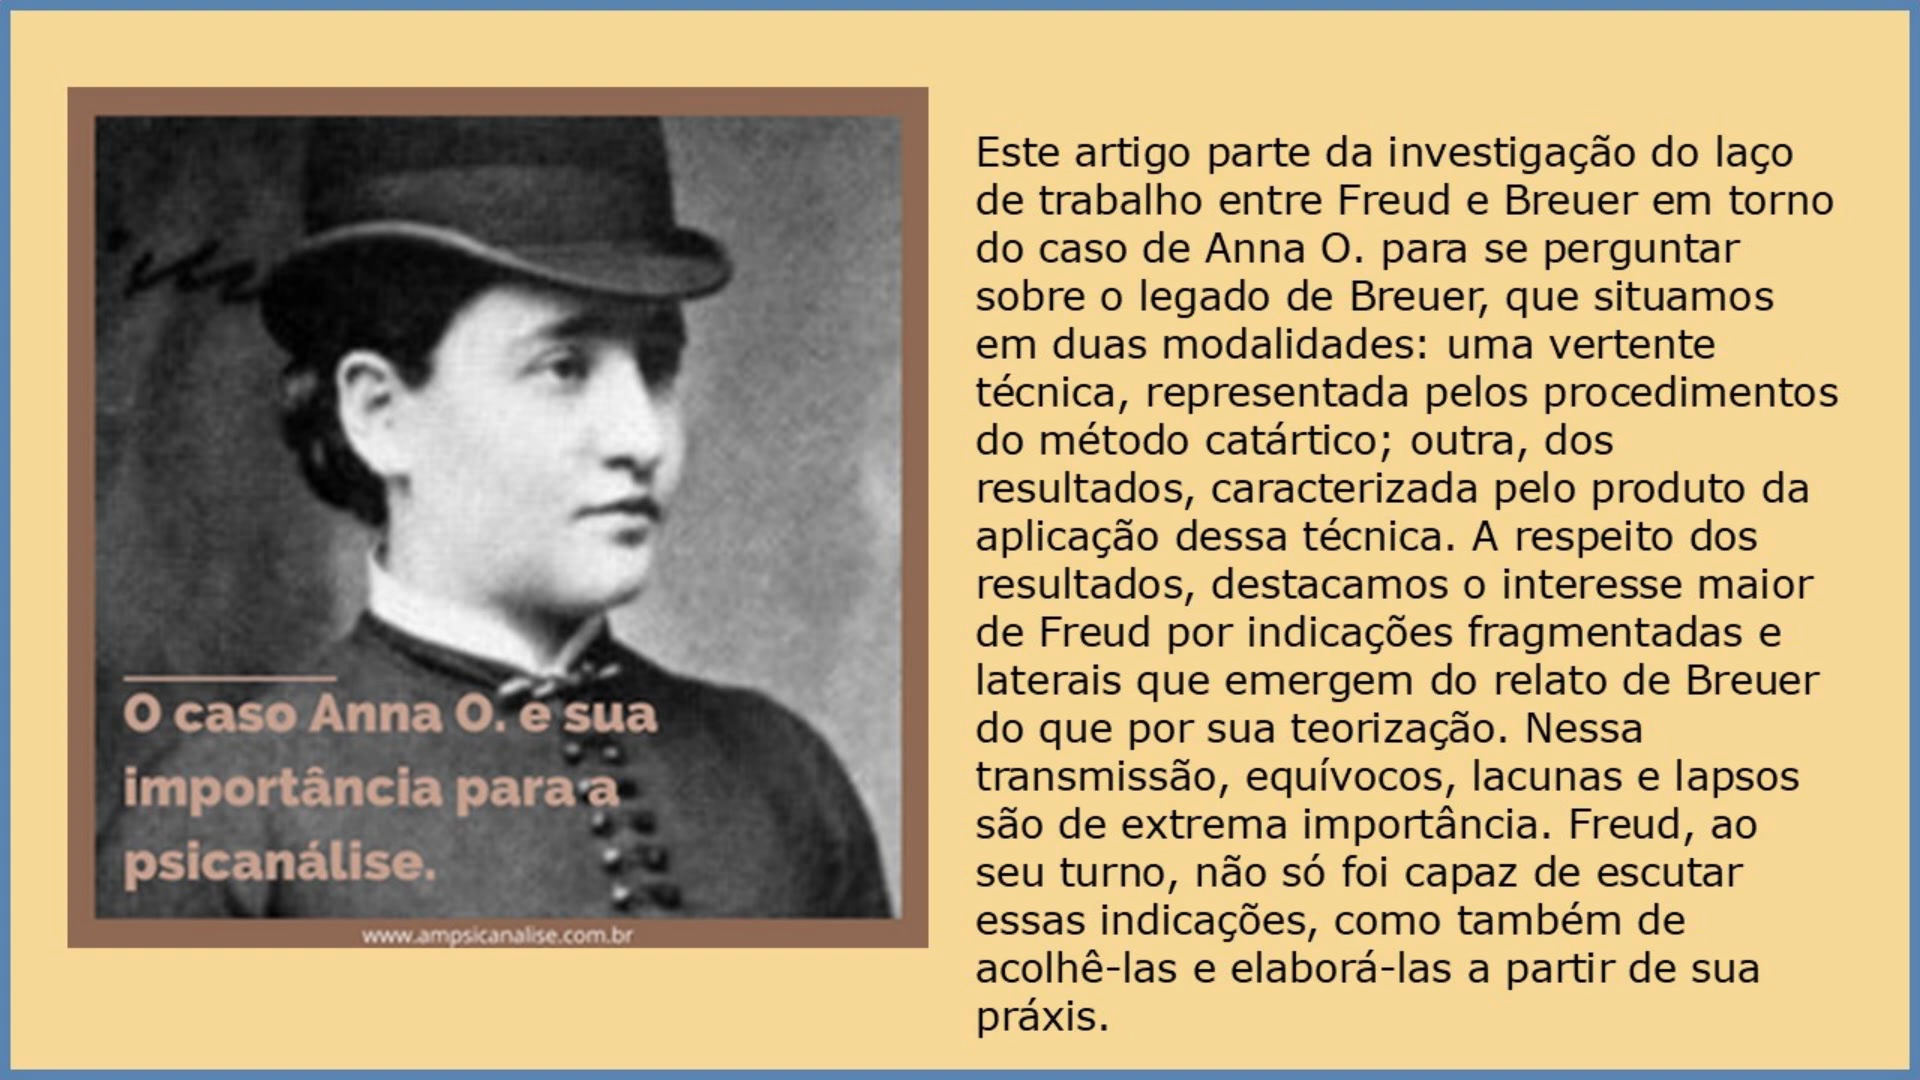 O caso Anna O. e sua
importância para a
psicanálise.
www.ampsicanalise.com.br
Este artigo parte da investigação do laço
de trabalho entre Freud e Breuer em torno
do caso de Anna O. para se perguntar
sobre o legado de Breuer, que situamos
em duas modalidades: uma vertente
técnica, representada pelos procedimentos
do método catártico; outra, dos
resultados, caracterizada pelo produto da
aplicação dessa técnica. A respeito dos
resultados, destacamos o interesse maior
de Freud por indicações fragmentadas e
laterais que emergem do relato de Breuer
do que por sua teorização. Nessa
transmissão, equívocos, lacunas e lapsos
são de extrema importância. Freud, ao
seu turno, não só foi capaz de escutar
essas indicações, como também de
acolhê-las e elaborá-las a partir de sua
práxis.